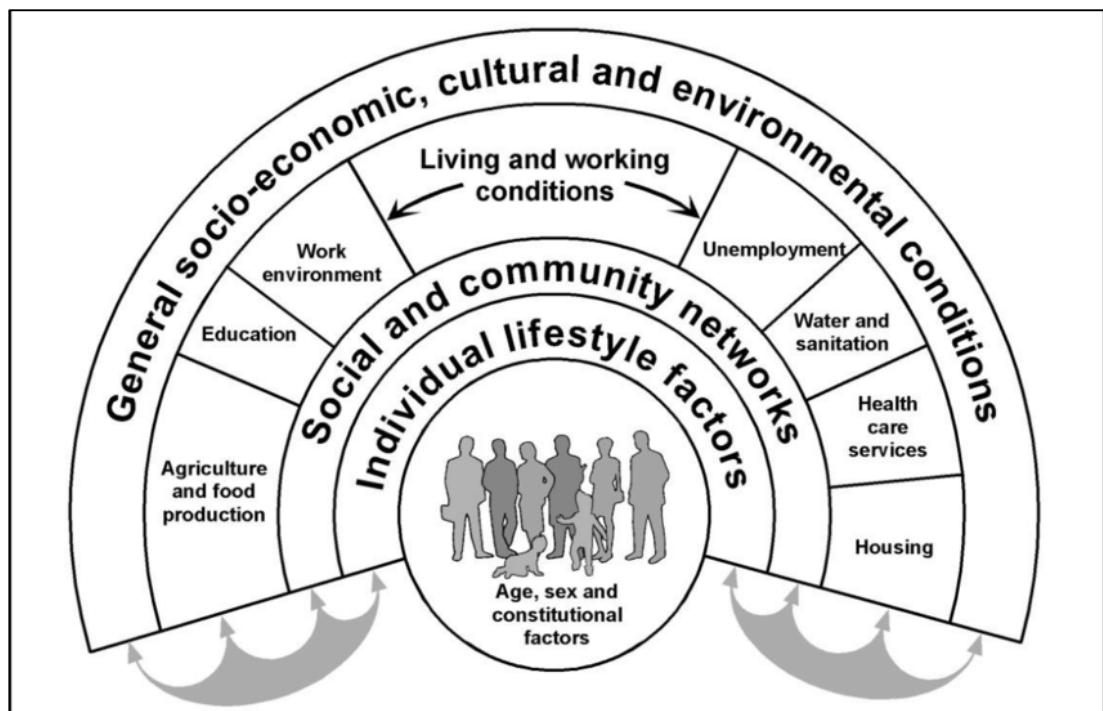 General socio-economic, cultural and environmental conditions
Living and working
conditions
Work
environment
Unemployment
Education
Water and
sanitation
Agriculture
and food
production
Health
care
services
Housing
Social and community networks
Individual lifestyle factors
Age, sex and
constitutional
factors